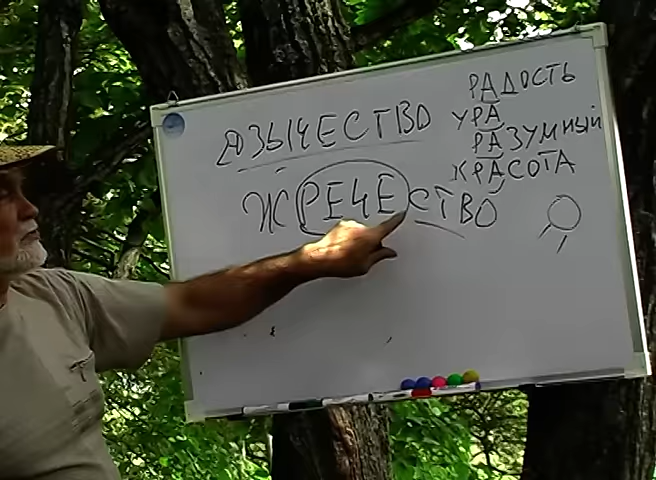 ЯЗЫЧЕСТВО
ЖРЕЧЕСТВО
РАДОСТЬ
УРА
РАЗУМНЫЙ
КРАСОТА